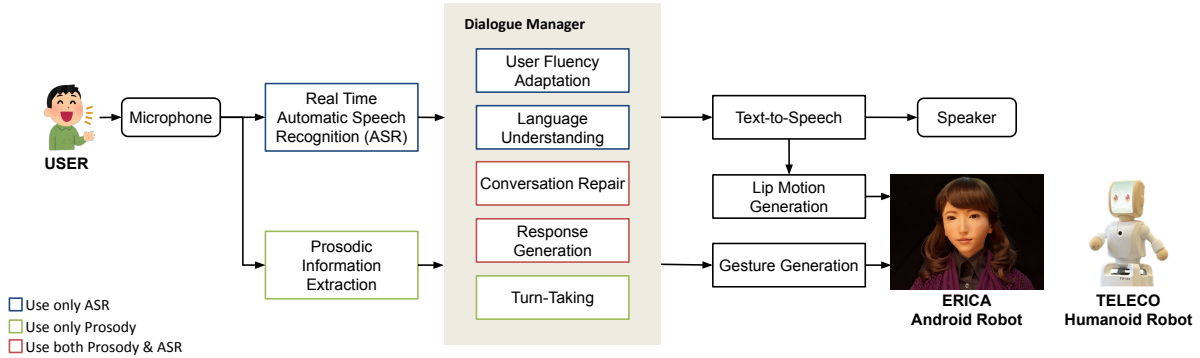 Dialogue Manager
User Fluency
Adaptation
Language
Understanding
Conversation Repair
Response
Generation
Turn-Taking
USER
Microphone
Real Time
Automatic Speech
Recognition (ASR)
Prosodic
Information
Extraction
Text-to-Speech
Speaker
Lip Motion
Generation
Gesture Generation
ERICA
Android Robot
TELECO
Humanoid Robot
Use only ASR
Use only Prosody
Use both Prosody & ASR